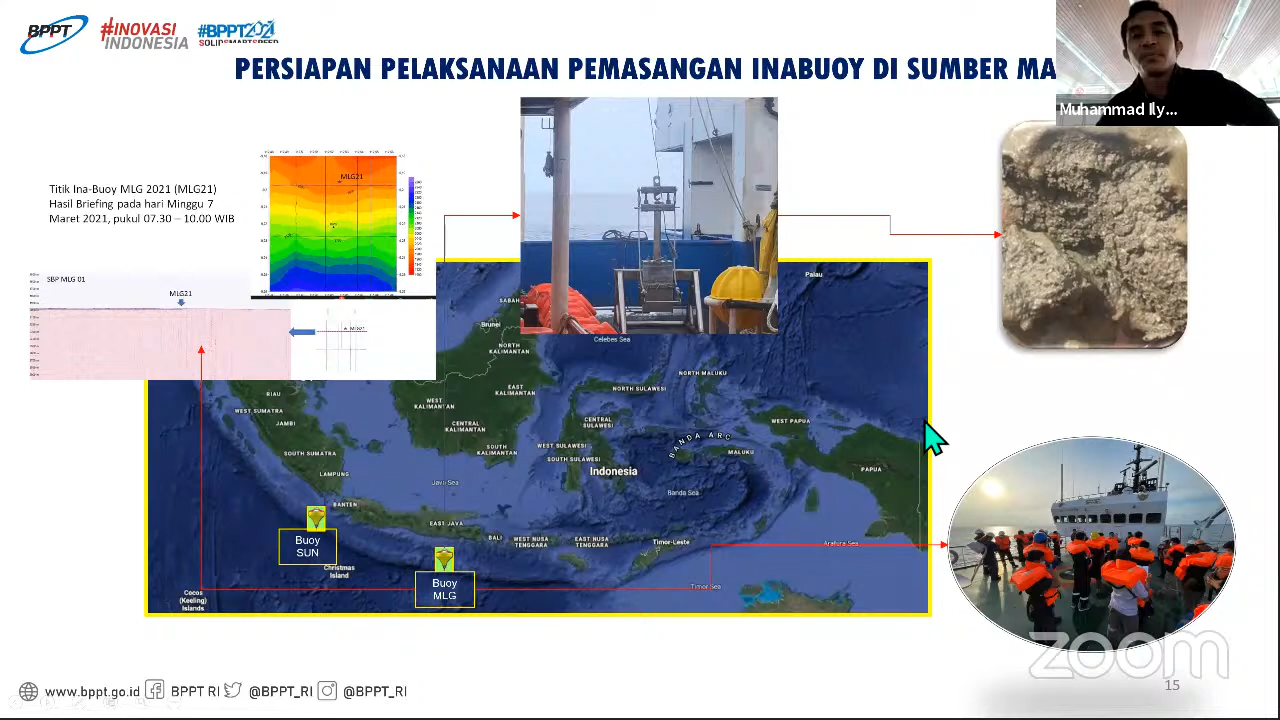 BPPT
#INOVASI
INDONESIA
#BPPT2021
SOLID SMART SPEED
PERSIAPAN PELAKSANAAN PEMASANGAN INABUOY DI SUMBER MA
Muhammad Ily...
Titik Ina-Buoy MLG 2021 (MLG21)
Hasil Briefing pada hari Minggu 7
Maret 2021, pukul 07.30 – 10.00 WIB
MLG21
SBP MLG 01
MLG21
MLG21
Palau
SABAH
Brunei
Celebes Sea
NORTH
KALIMANTAN
NORTH MALUKU
RIAU
EAST
KALIMANTAN
NORTH SULAWESI
WEST SUMATRA
WEST
KALIMANTAN
JAMBI
CENTRAL
KALIMANTAN
CENTRAL
SULAWESI
WEST PAPUA
BANDA ARC
SOUTH
KALIMANTAN
WEST SULAWESI
SOUTH SULAWESI
MALUKU
SOUTH SUMATRA
Indonesia
PAPUA
LAMPUNG
Java Sea
Banda Sea
BANTEN
EAST JAVA
BALI
WEST NUSA
TENGGARA
EAST NUSA
TENGGARA
Timor-Leste
Arafura Sea
Buoy
SUN
Christmas
Island
Buoy
MLG
Timor Sea
Cocos
(Keeling)
Islands
zoom
15
www.bppt.go.id
BPPT RI
@BPPT_RI
@BPPT_RI